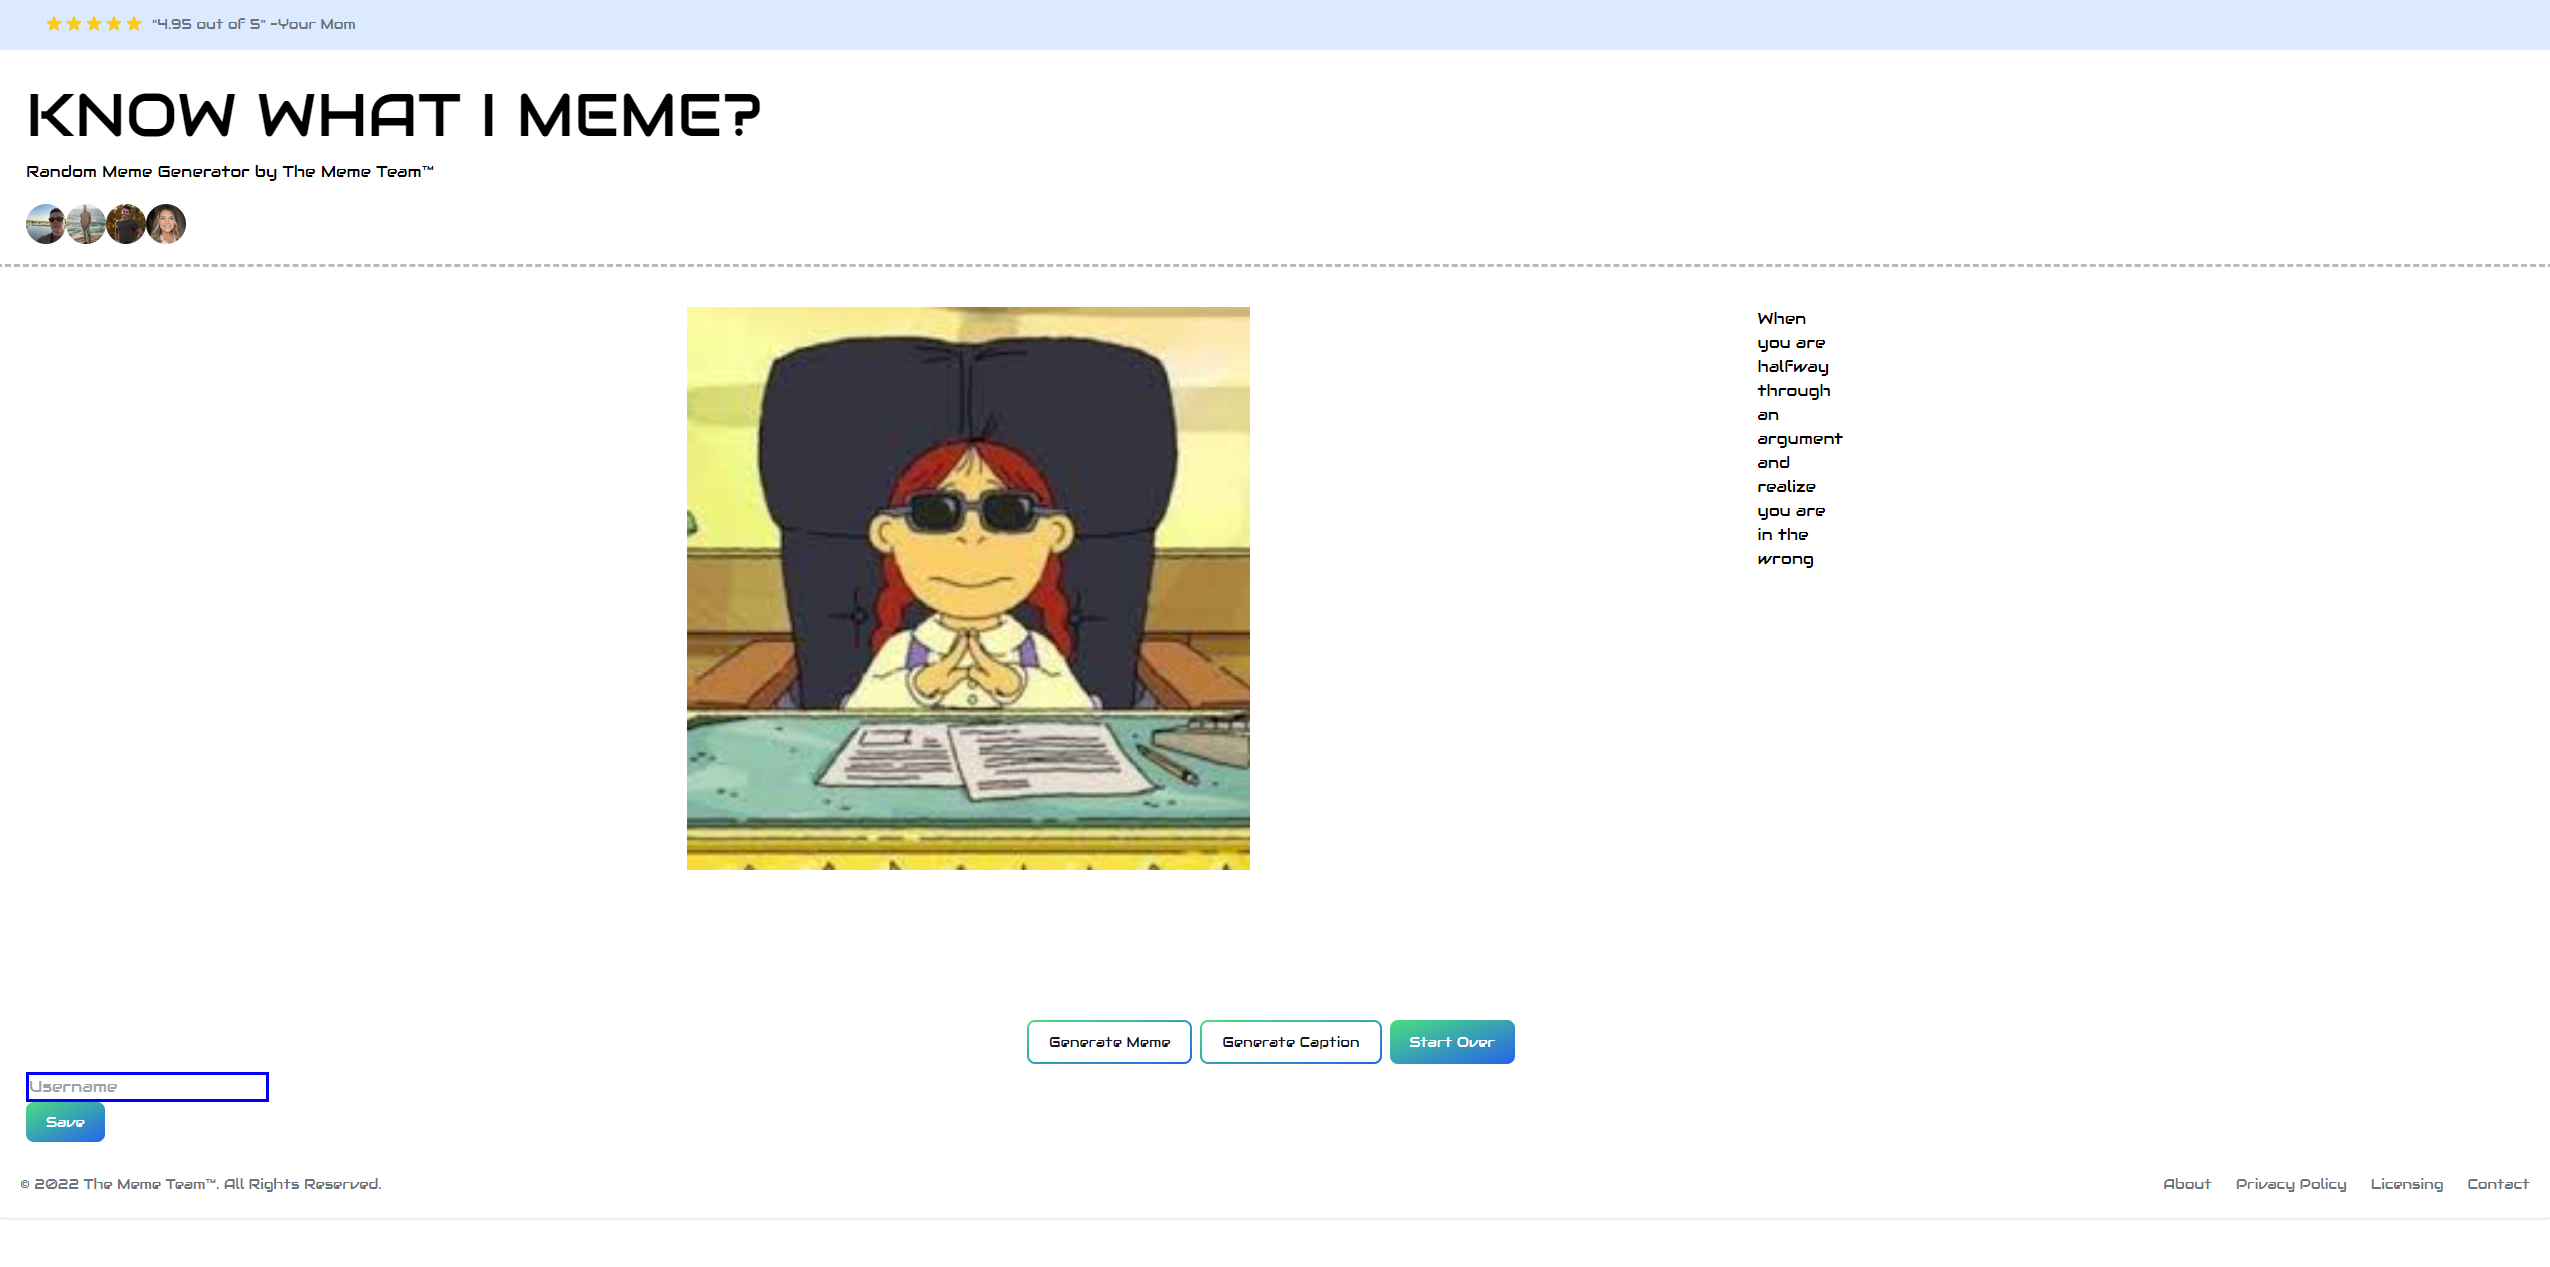 "4.95 out of 5" -Your Mom
KNOW WHAT I MEME?
Random Meme Generator by The Meme Team™
When
you are
halfway
through
an
argument
and
realize
you are
in the
wrong
Generate Meme
Generate Caption
Start Over
Username
Save
© 2022 The Meme Team™. All Rights Reserved.
About
Privacy Policy
Licensing
Contact